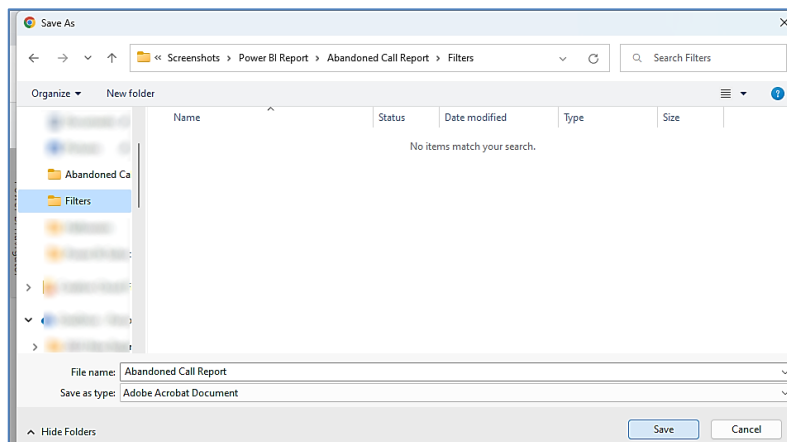 Save As
« Screenshots > Power BI Report > Abandoned Call Report > Filters
Search Filters
Organize New folder
Name Status Date modified Type Size
No items match your search.
Abandoned Ca
Filters
File name: Abandoned Call Report
Save as type: Adobe Acrobat Document
Hide Folders Save Cancel